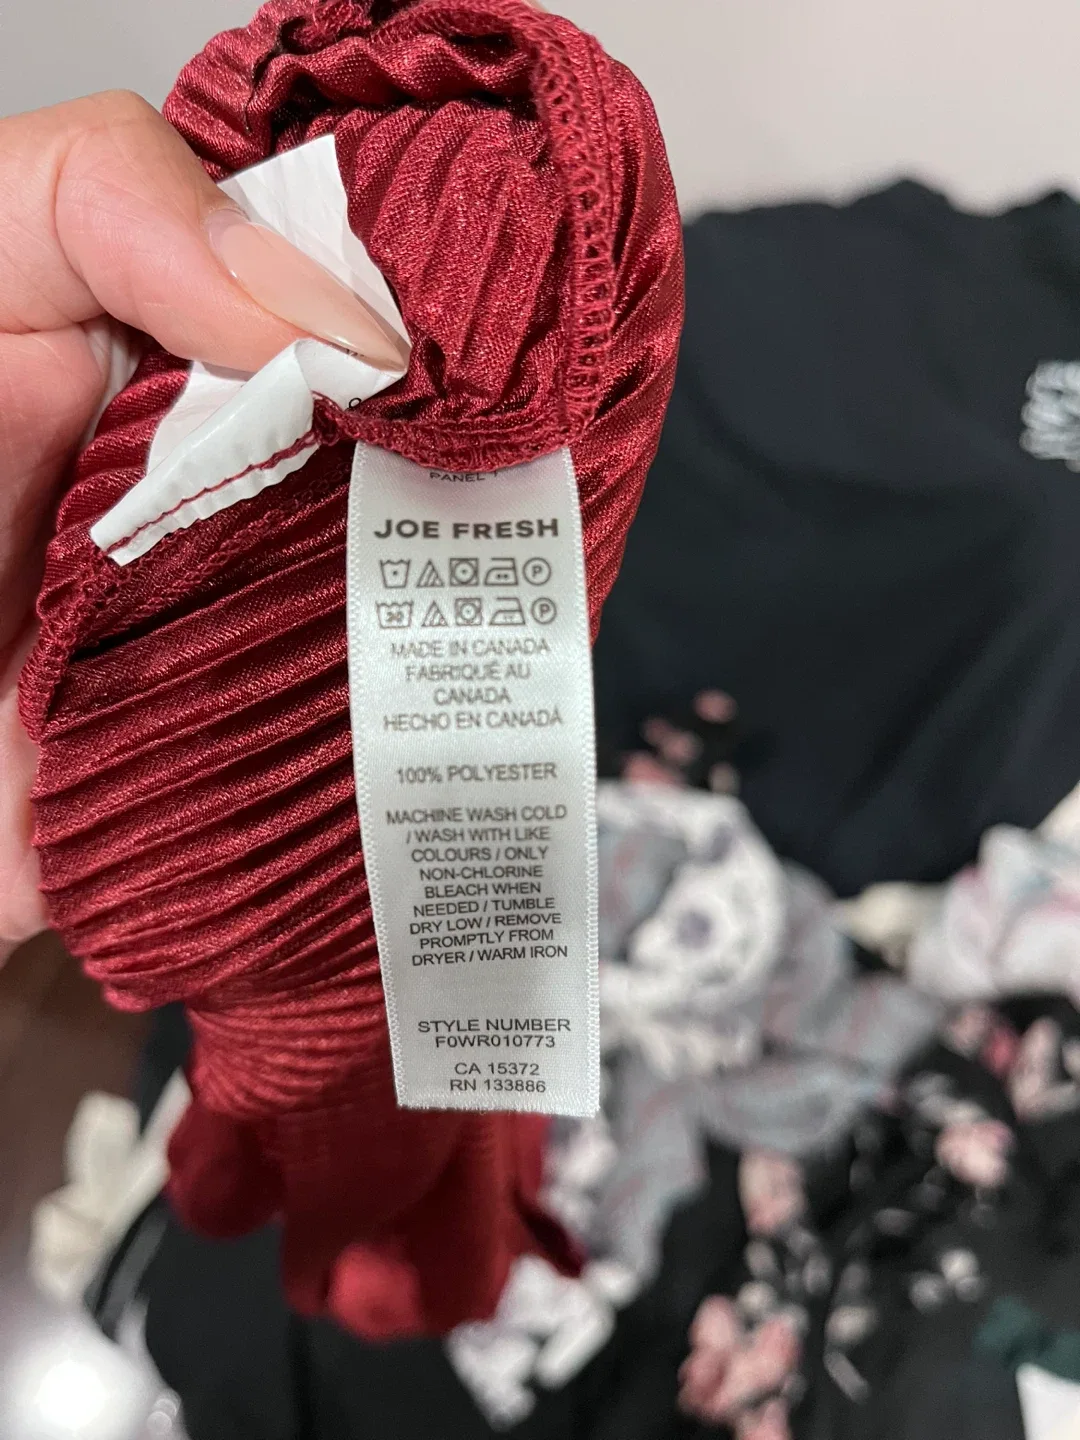 PANEL
JOE FRESH
P
30 P
MADE IN CANADA
FABRIQUÉ AU
CANADA
HECHO EN CANADÁ
100% POLYESTER
MACHINE WASH COLD
/ WASH WITH LIKE
COLOURS / ONLY
NON-CHLORINE
BLEACH WHEN
NEEDED / TUMBLE
DRY LOW / REMOVE
PROMPTLY FROM
DRYER / WARM IRON
STYLE NUMBER
F0WR010773
CA 15372
RN 133886